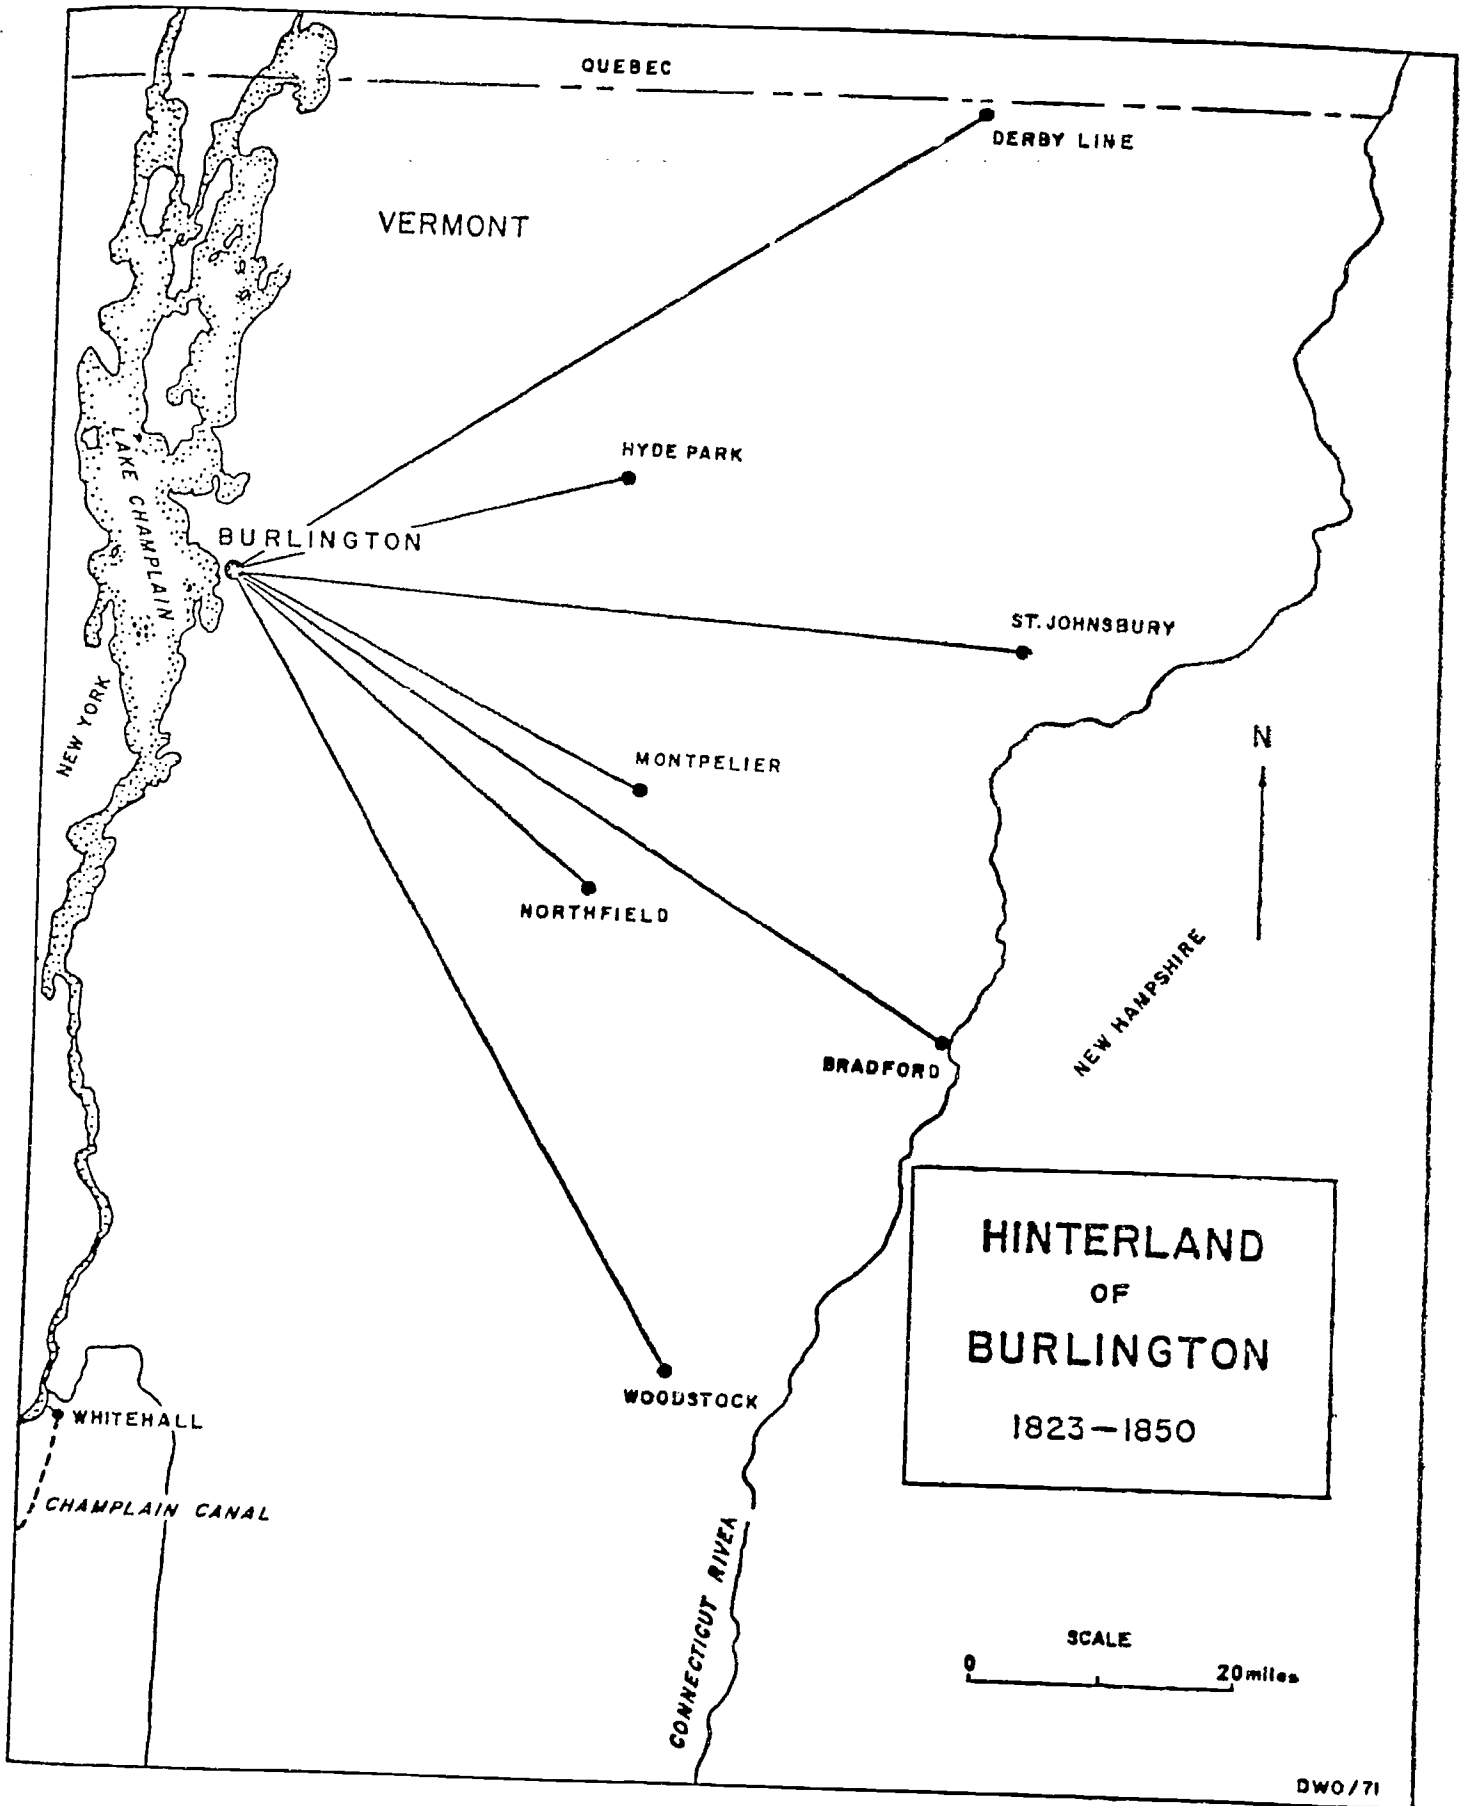 QUEBEC
DERBY LINE
VERMONT
HYDE PARK
LAKE CHAMPLAIN
BURLINGTON
ST. JOHNSBURY
NEW YORK
MONTPELIER
N
NORTHFIELD
NEW HAMPSHIRE
BRADFORD
HINTERLAND
OF
BURLINGTON
1823-1850
WOODSTOCK
WHITEHALL
CHAMPLAIN CANAL
CONNECTICUT RIVER
SCALE
0 20 miles
DWO/71